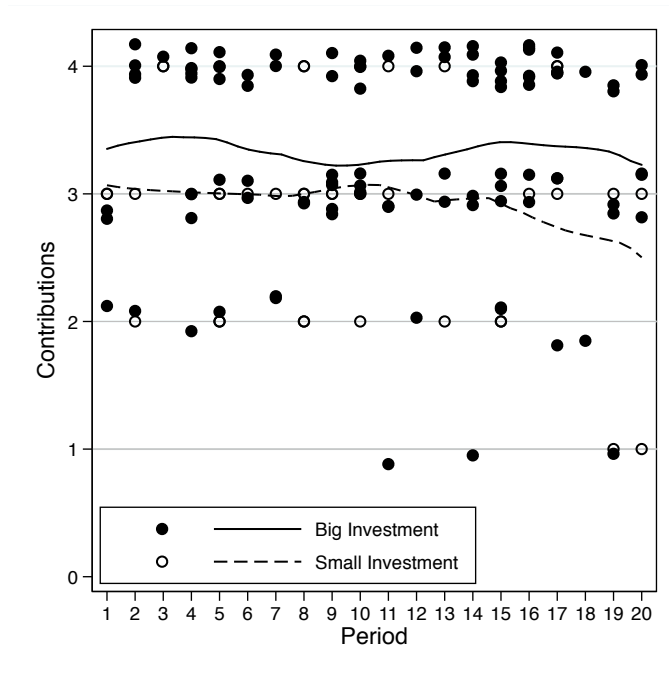 Contributions
4
3
2
1
0
Big Investment
Small Investment
1 2 3 4 5 6 7 8 9 10 11 12 13 14 15 16 17 18 19 20
Period